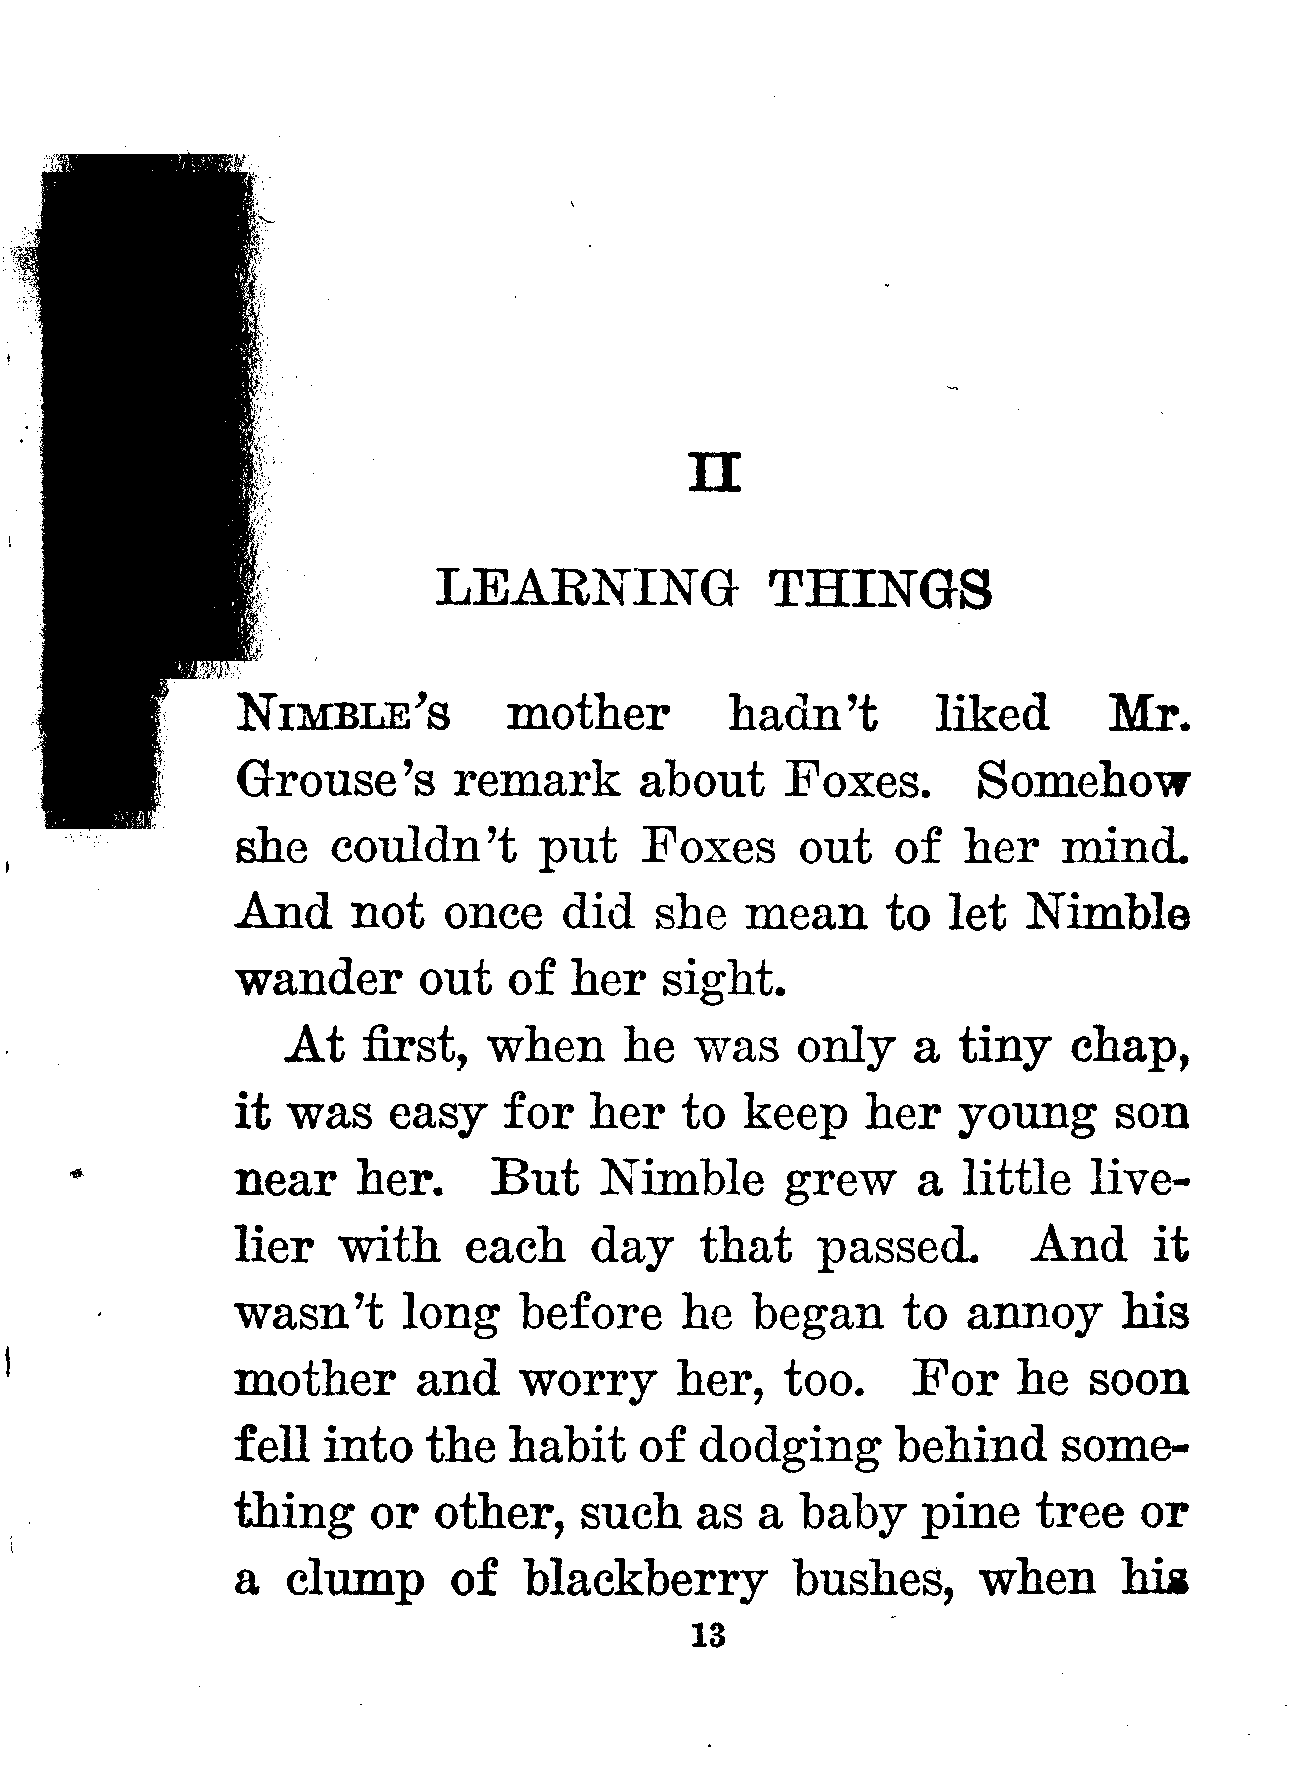 II
LEARNING THINGS
NIMBLE'S mother hadn't liked Mr.
Grouse's remark about Foxes. Somehow
she couldn't put Foxes out of her mind.
And not once did she mean to let Nimble
wander out of her sight.
At first, when he was only a tiny chap,
it was easy for her to keep her young son
near her. But Nimble grew a little live-
lier with each day that passed. And it
wasn't long before he began to annoy his
mother and worry her, too. For he soon
fell into the habit of dodging behind some-
thing or other, such as a baby pine tree or
a clump of blackberry bushes, when his
13